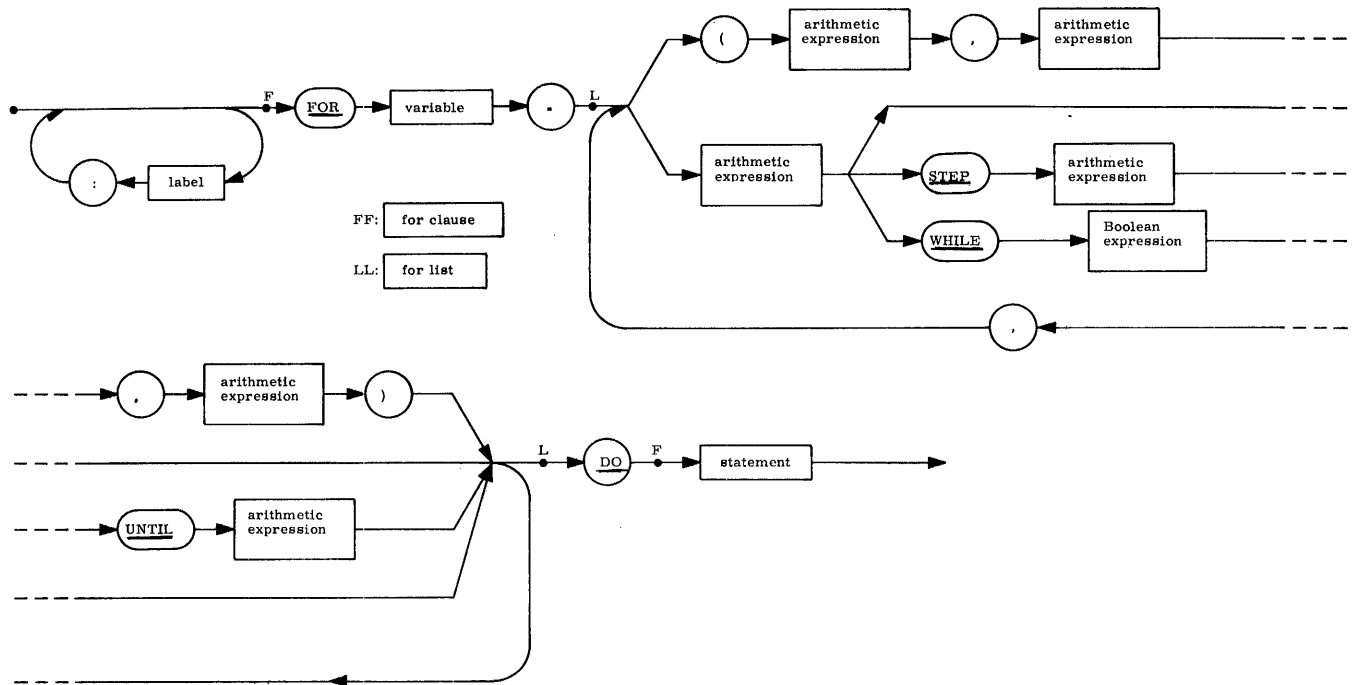 ( arithmetic expression , arithmetic expression
F FOR variable = L
: label
arithmetic expression
STEP arithmetic expression
WHILE Boolean expression
FF: for clause
LL: for list
,
, arithmetic expression )
L DO F statement
UNTIL arithmetic expression